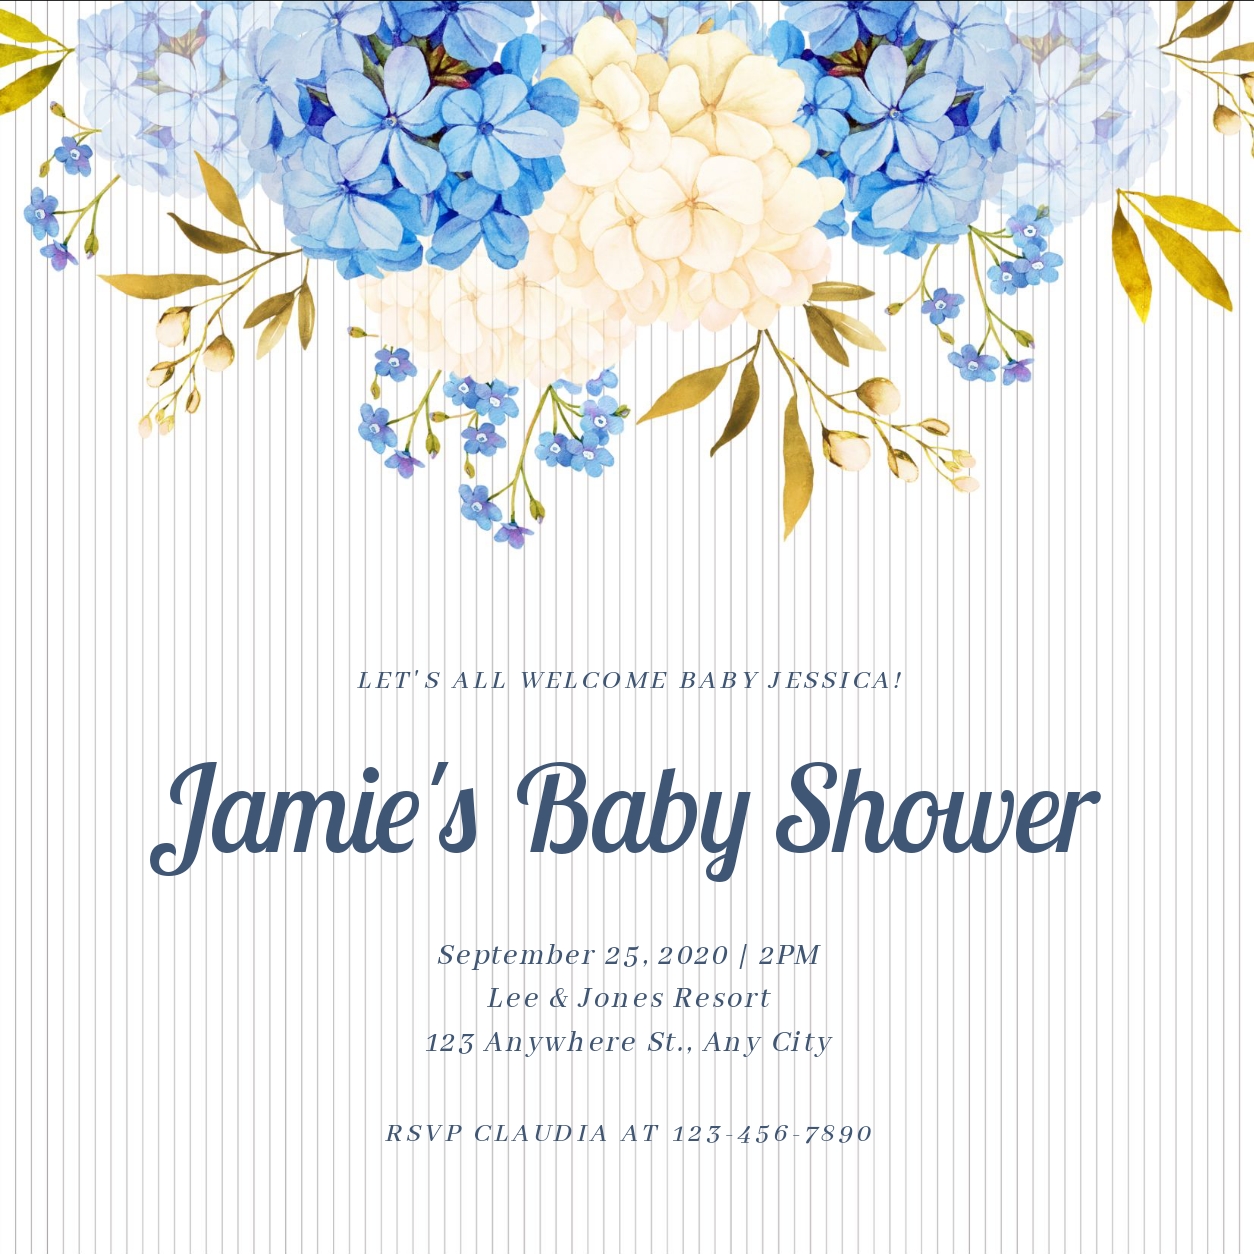 LET'S ALL WELCOME BABY JESSICA!
Jamie's Baby Shower
September 25, 2020 | 2PM
Lee & Jones Resort
123 Anywhere St., Any City
RSVP CLAUDIA AT 123-456-7890